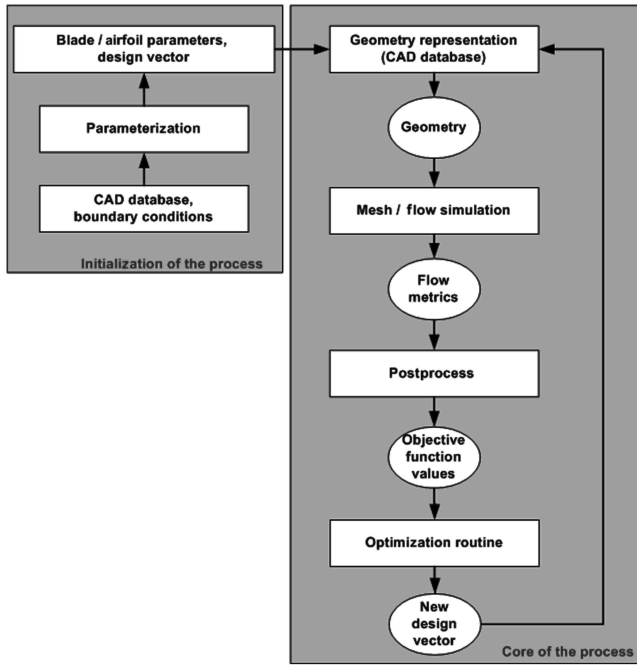 Blade / airfoil parameters,
design vector
Parameterization
CAD database,
boundary conditions
Initialization of the process
Geometry representation
(CAD database)
Geometry
Mesh / flow simulation
Flow
metrics
Postprocess
Objective
function
values
Optimization routine
New
design
vector
Core of the process